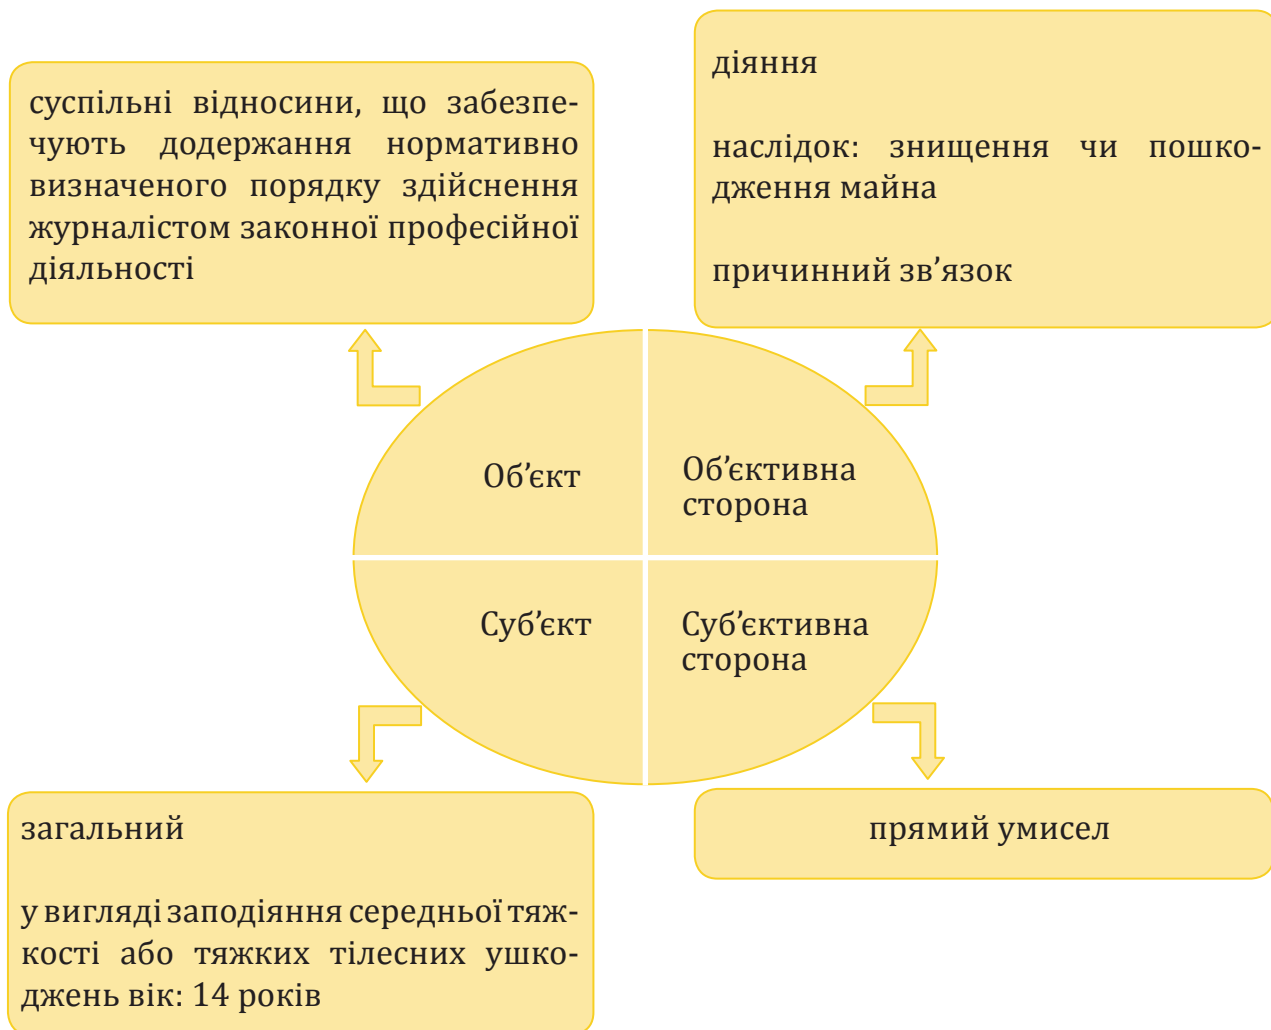 суспільні відносини, що забезпе-
чують додержання нормативно
визначеного порядку здійснення
журналістом законної професійної
діяльності
діяння
наслідок: знищення чи пошко-
дження майна
причинний зв’язок
Об’єкт
Об’єктивна
сторона
Суб’єкт
Суб’єктивна
сторона
загальний
у вигляді заподіяння середньої тяж-
кості або тяжких тілесних ушко-
джень вік: 14 років
прямий умисел